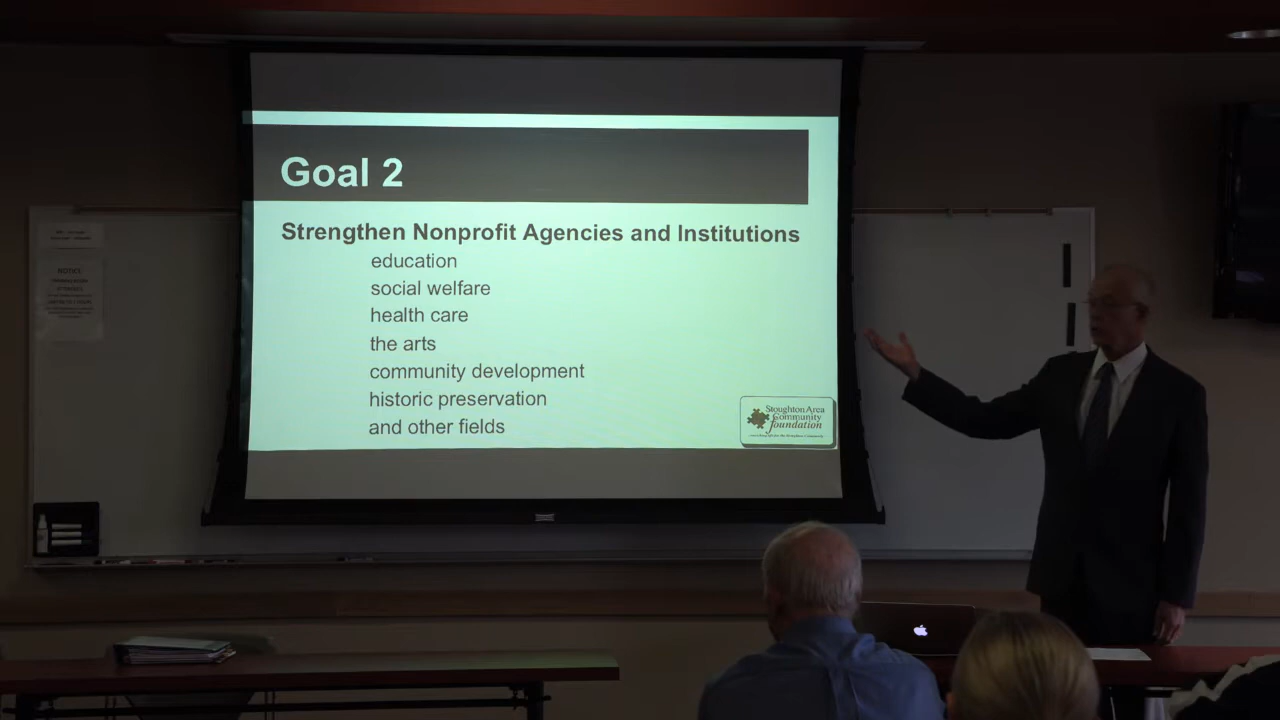 Goal 2
Strengthen Nonprofit Agencies and Institutions
education
social welfare
health care
the arts
community development
historic preservation
and other fields
Stoughton Area
Community
foundation
NOTICE